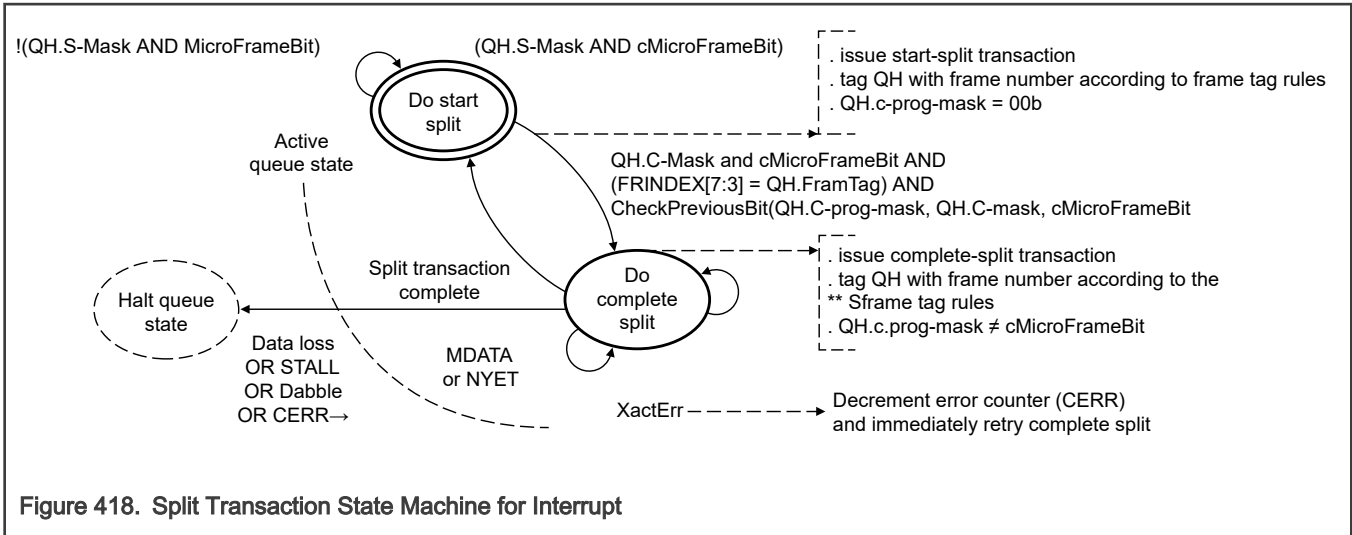 !(QH.S-Mask AND MicroFrameBit)
(QH.S-Mask AND cMicroFrameBit)
. issue start-split transaction
. tag QH with frame number according to frame tag rules
. QH.c-prog-mask = 00b
Do start
split
Active
queue state
QH.C-Mask and cMicroFrameBit AND
(FRINDEX[7:3] = QH.FramTag) AND
CheckPreviousBit(QH.C-prog-mask, QH.C-mask, cMicroFrameBit
. issue complete-split transaction
. tag QH with frame number according to the
** Sframe tag rules
. QH.c.prog-mask ≠ cMicroFrameBit
Split transaction
complete
Do
complete
split
Halt queue
state
Data loss
OR STALL
OR Dabble
OR CERR→
MDATA
or NYET
XactErr
Decrement error counter (CERR)
and immediately retry complete split
Figure 418. Split Transaction State Machine for Interrupt